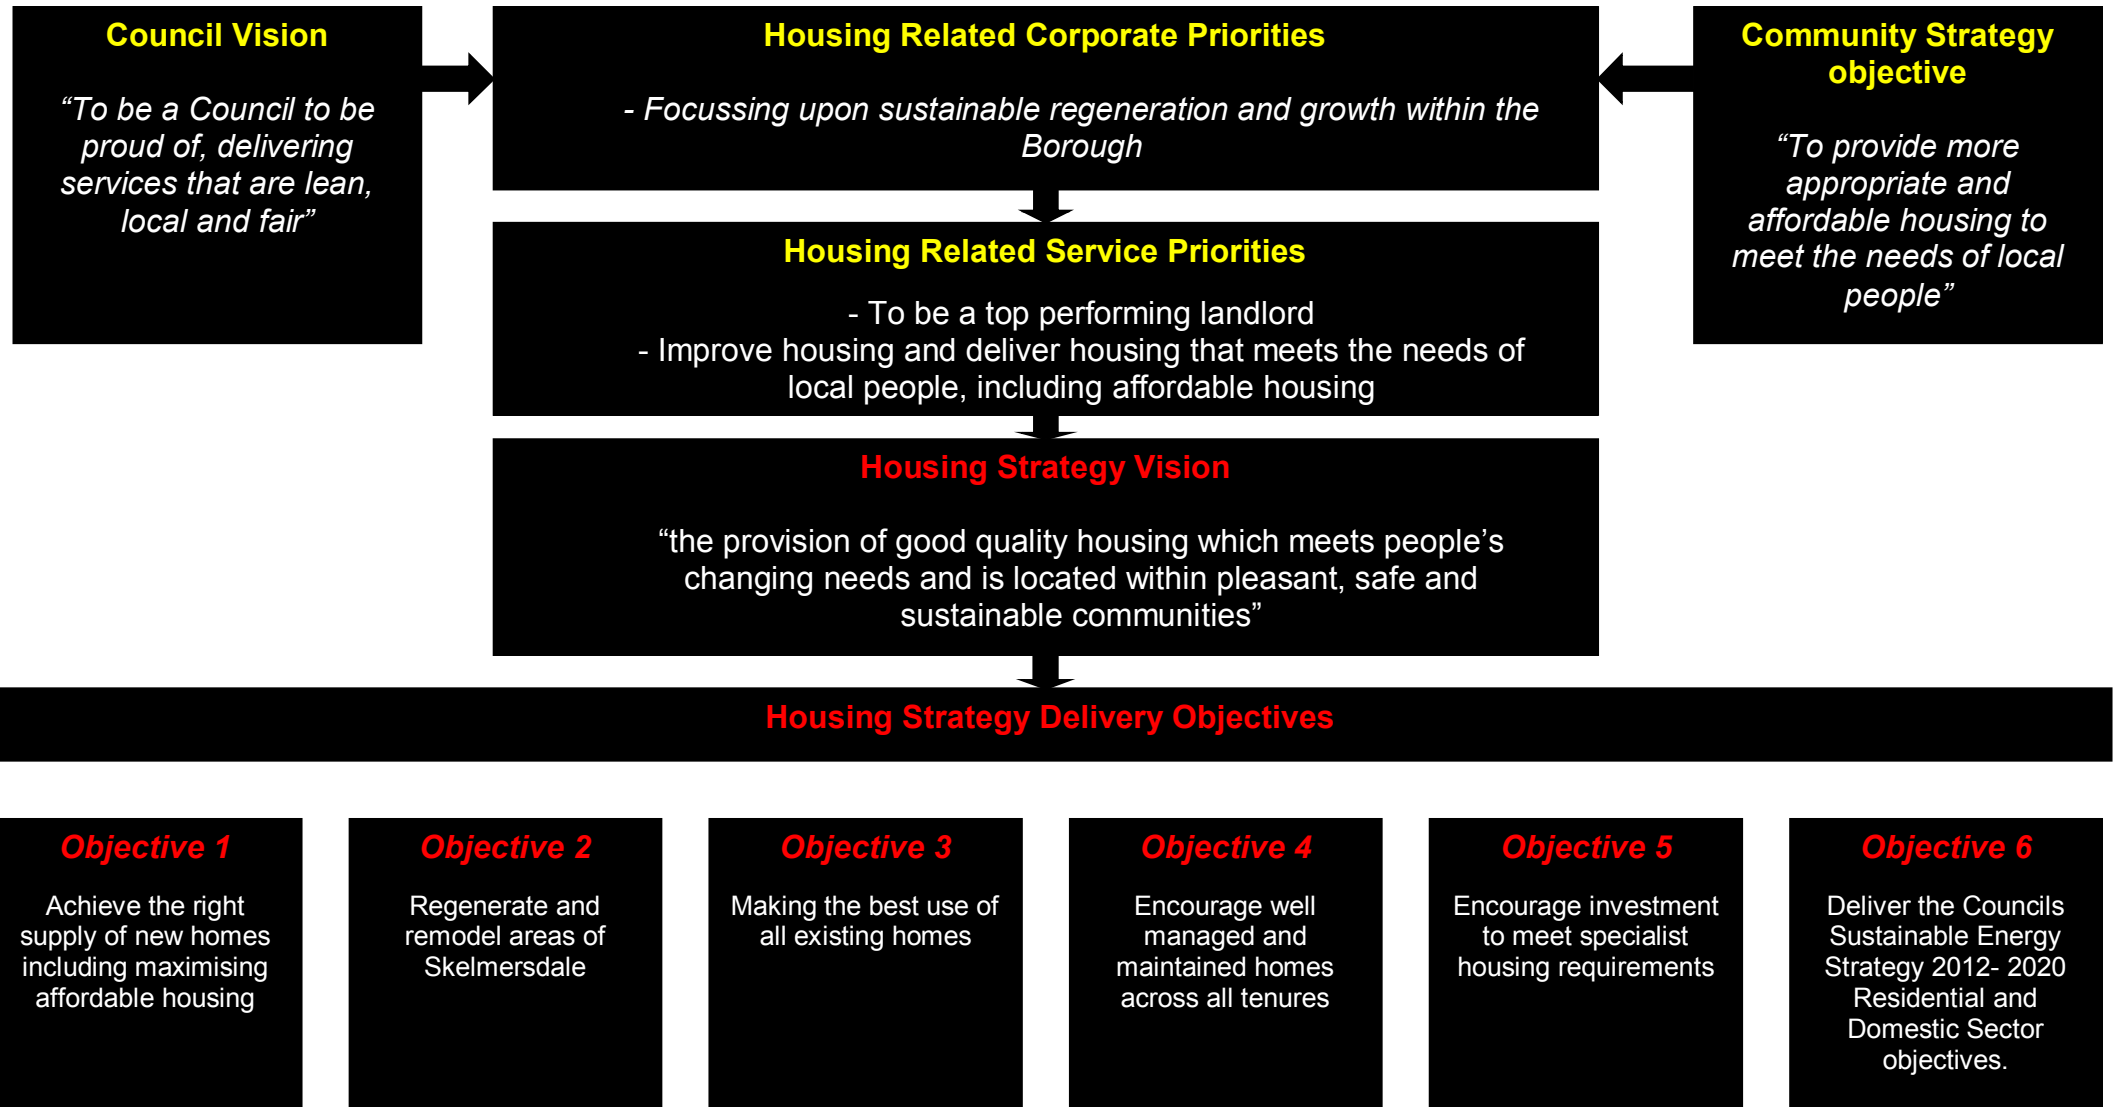 Council Vision
“To be a Council to be
proud of, delivering
services that are lean,
local and fair”
Housing Related Corporate Priorities
- Focussing upon sustainable regeneration and growth within the
Borough
Community Strategy
objective
“To provide more
appropriate and
affordable housing to
meet the needs of local
people”
Housing Related Service Priorities
- To be a top performing landlord
- Improve housing and deliver housing that meets the needs of
local people, including affordable housing
Housing Strategy Vision
“the provision of good quality housing which meets people’s
changing needs and is located within pleasant, safe and
sustainable communities”
Housing Strategy Delivery Objectives
Objective 1
Achieve the right
supply of new homes
including maximising
affordable housing
Objective 2
Regenerate and
remodel areas of
Skelmersdale
Objective 3
Making the best use of
all existing homes
Objective 4
Encourage well
managed and
maintained homes
across all tenures
Objective 5
Encourage investment
to meet specialist
housing requirements
Objective 6
Deliver the Councils
Sustainable Energy
Strategy 2012- 2020
Residential and
Domestic Sector
objectives.